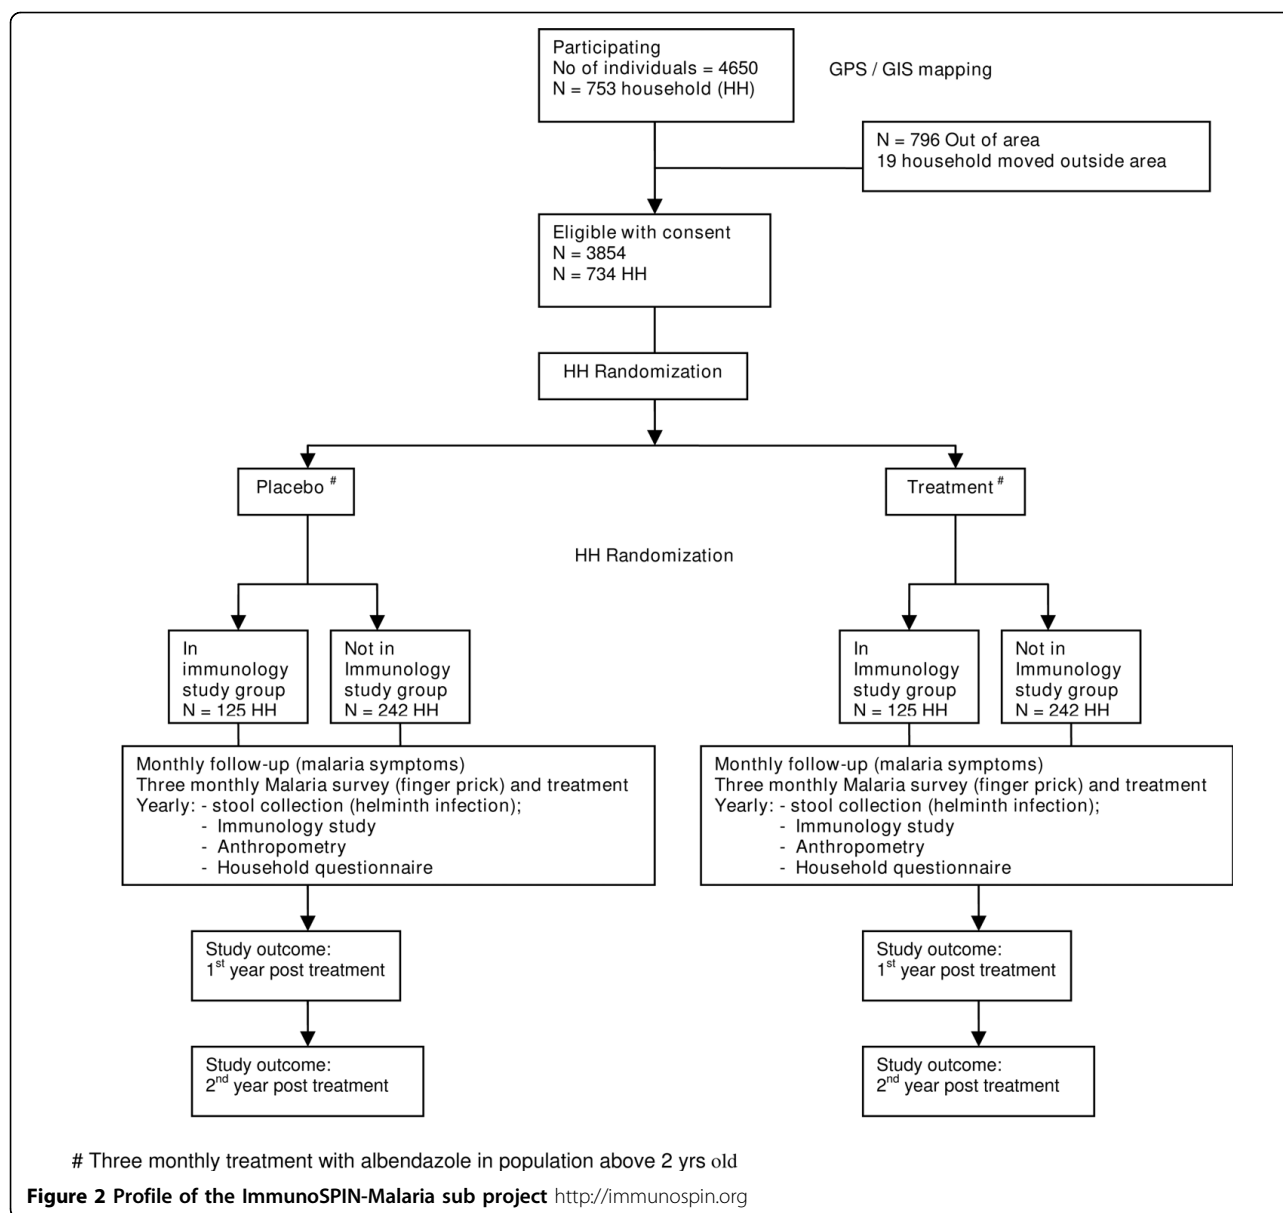 Participating
No of individuals = 4650
N = 753 household (HH)
GPS / GIS mapping
N = 796 Out of area
19 household moved outside area
Eligible with consent
N = 3854
N = 734 HH
HH Randomization
Placebo #
Treatment #
HH Randomization
In
immunology
study group
N = 125 HH
Not in
Immunology
study group
N = 242 HH
In
Immunology
study group
N = 125 HH
Not in
Immunology
study group
N = 242 HH
Monthly follow-up (malaria symptoms)
Three monthly Malaria survey (finger prick) and treatment
Yearly: - stool collection (helminth infection);
- Immunology study
- Anthropometry
- Household questionnaire
Monthly follow-up (malaria symptoms)
Three monthly Malaria survey (finger prick) and treatment
Yearly: - stool collection (helminth infection);
- Immunology study
- Anthropometry
- Household questionnaire
Study outcome:
1st year post treatment
Study outcome:
1st year post treatment
Study outcome:
2nd year post treatment
Study outcome:
2nd year post treatment
# Three monthly treatment with albendazole in population above 2 yrs old
Figure 2 Profile of the ImmunoSPIN-Malaria sub project http://immunospin.org